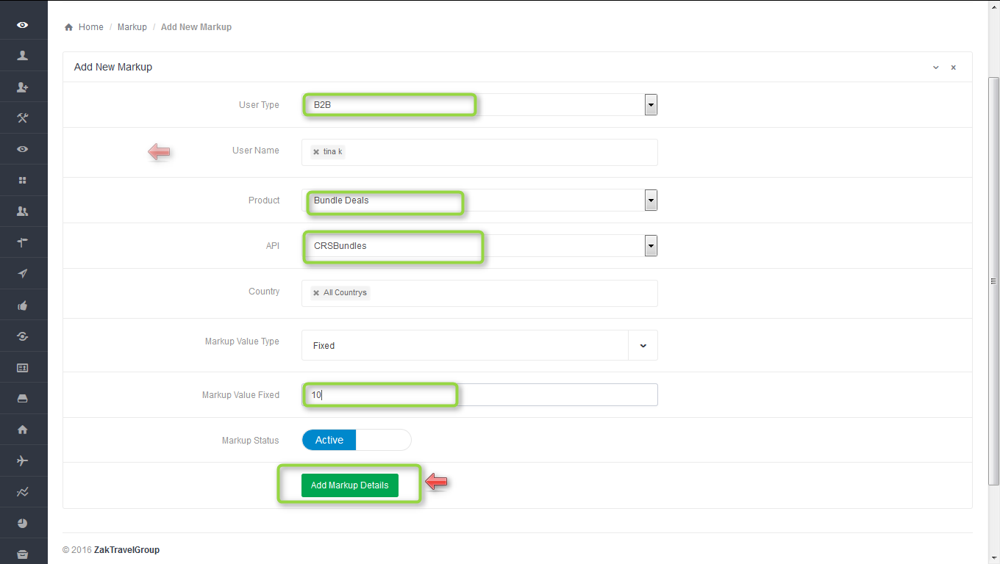 Home / Markup / Add New Markup
Add New Markup
User Type B2B
User Name × tina k
Product Bundle Deals
API CRSBundles
Country × All Countrys
Markup Value Type Fixed
Markup Value Fixed 10
Markup Status Active
Add Markup Details
© 2016 ZakTravelGroup